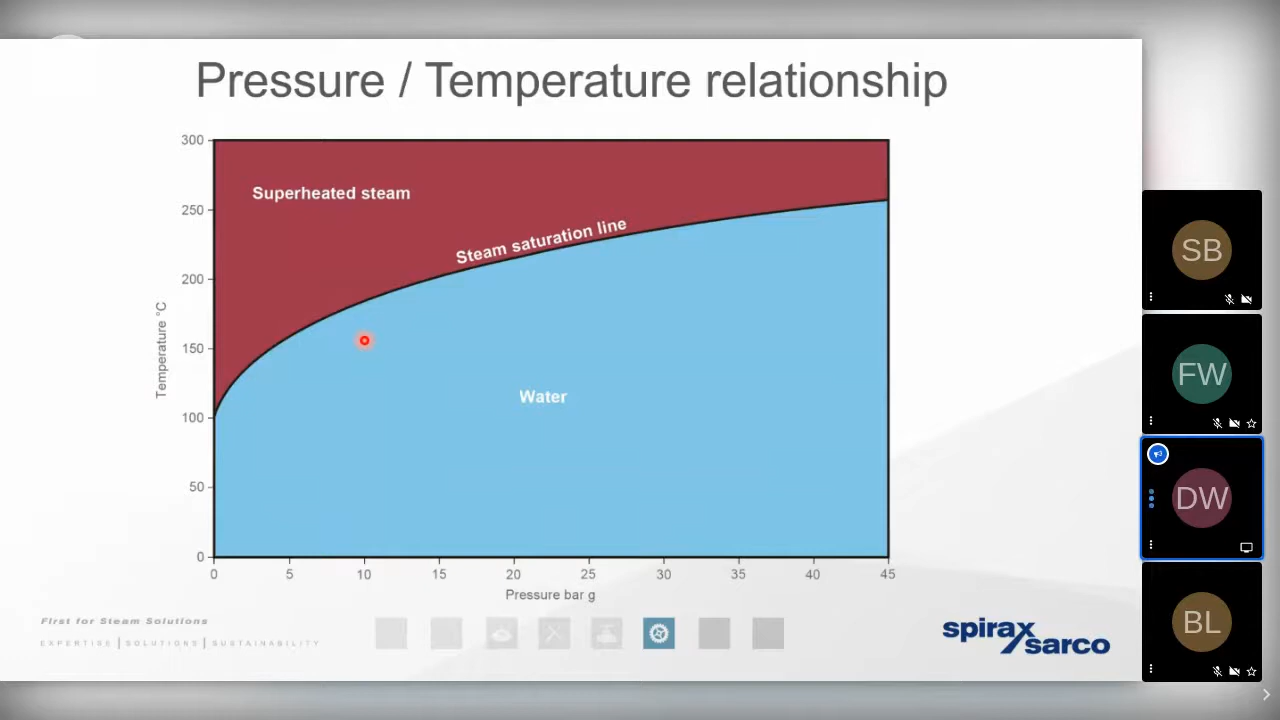 Pressure / Temperature relationship
300
250
200
150
100
50
0
Temperature °C
Superheated steam
Steam saturation line
Water
0 5 10 15 20 25 30 35 40 45
Pressure bar g
First for Steam Solutions
EXPERTISE | SOLUTIONS | SUSTAINABILITY
spirax
sarco
SB
FW
DW
BL